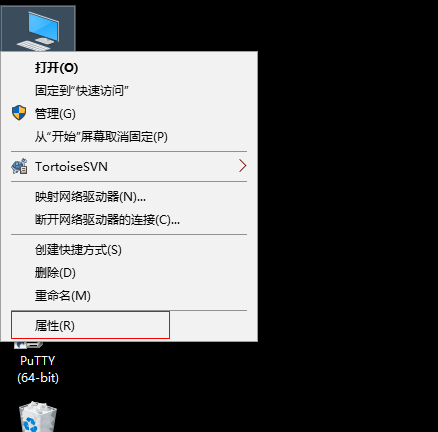 打开(O)
固定到"快速访问"
管理(G)
从"开始"屏幕取消固定(P)
TortoiseSVN
映射网络驱动器(N)...
断开网络驱动器的连接(C)...
创建快捷方式(S)
删除(D)
重命名(M)
属性(R)
PuTTY
(64-bit)